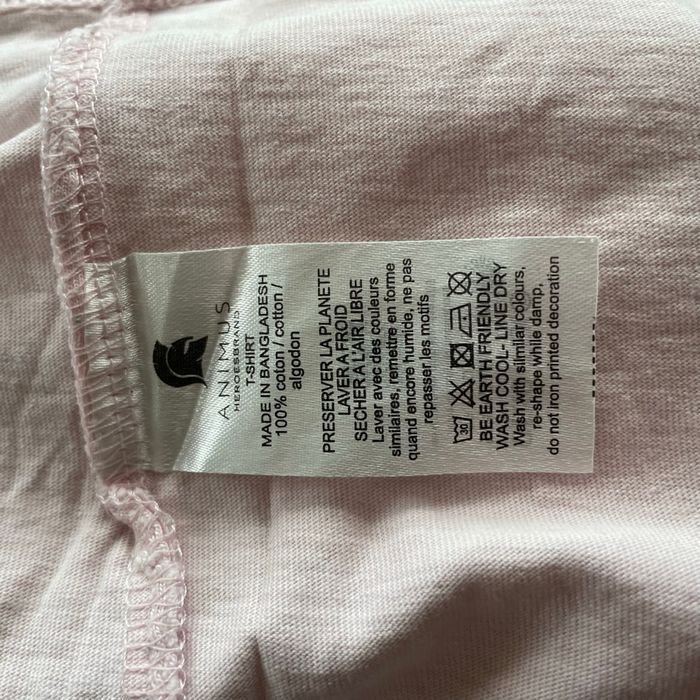 ANIMUS
HEROESBRAND
T-SHIRT
MADE IN BANGLADESH
100% coton / cotton /
algodon
PRESERVER LA PLANETE
LAVER A FROID
SECHER A L'AIR LIBRE
Laver avec des couleurs
similaires, remettre en forme
quand encore humide, ne pas
repasser les motifs
30
BE EARTH FRIENDLY
WASH COOL - LINE DRY
Wash with silmilar colours,
re-shape while damp,
do not iron printed decoration